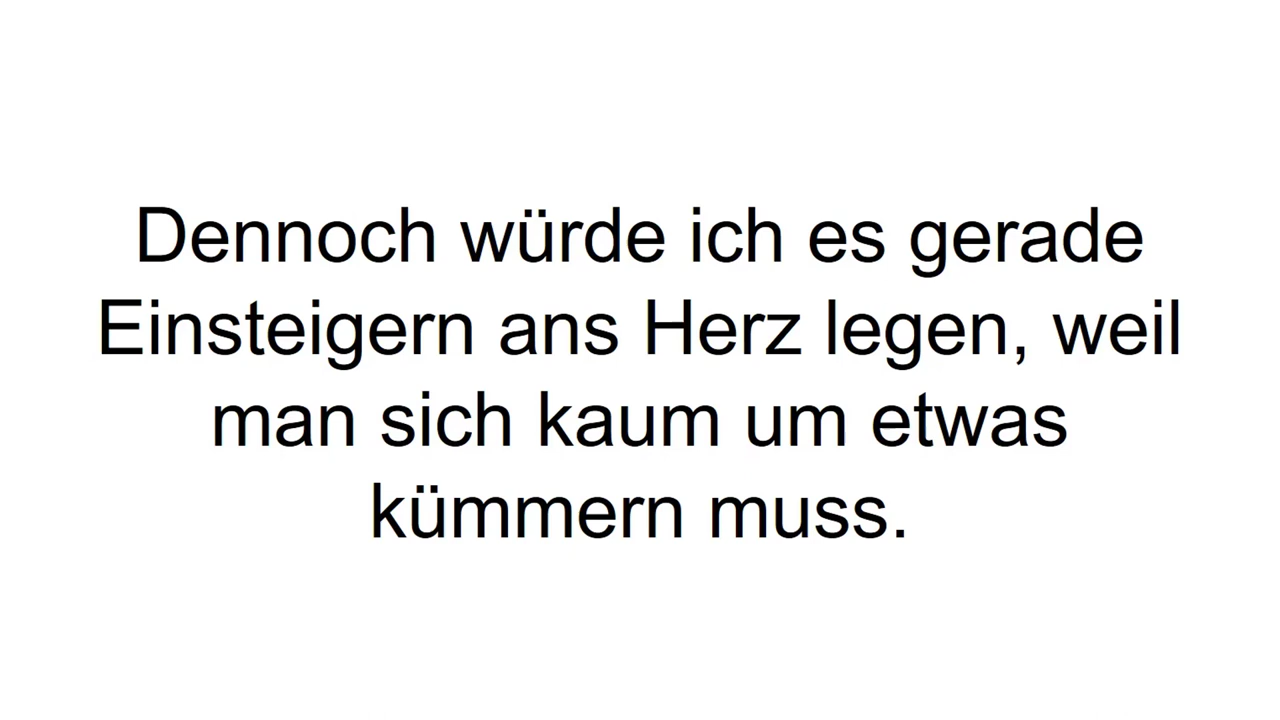 Dennoch würde ich es gerade
Einsteigern ans Herz legen, weil
man sich kaum um etwas
kümmern muss.